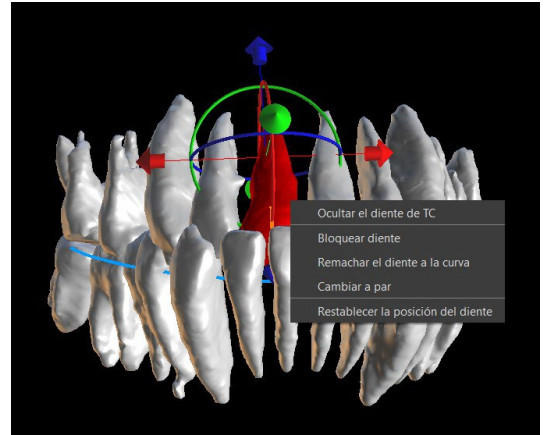 Ocultar el diente de TC
Bloquear diente
Remachar el diente a la curva
Cambiar a par
Restablecer la posición del diente